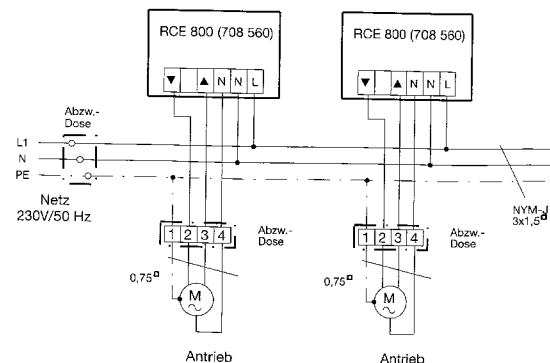 RCE 800 (708 560)
▼ ▲ N N L
RCE 800 (708 560)
▼ ▲ N N L
Abzw.-
Dose
L1
N
PE
Netz
230V/50 Hz
NYM-J
3x1,5□
1 2 3 4
Abzw.-
Dose
1 2 3 4
Abzw.-
Dose
0,75□
M
∼
0,75□
M
∼
Antrieb
Antrieb